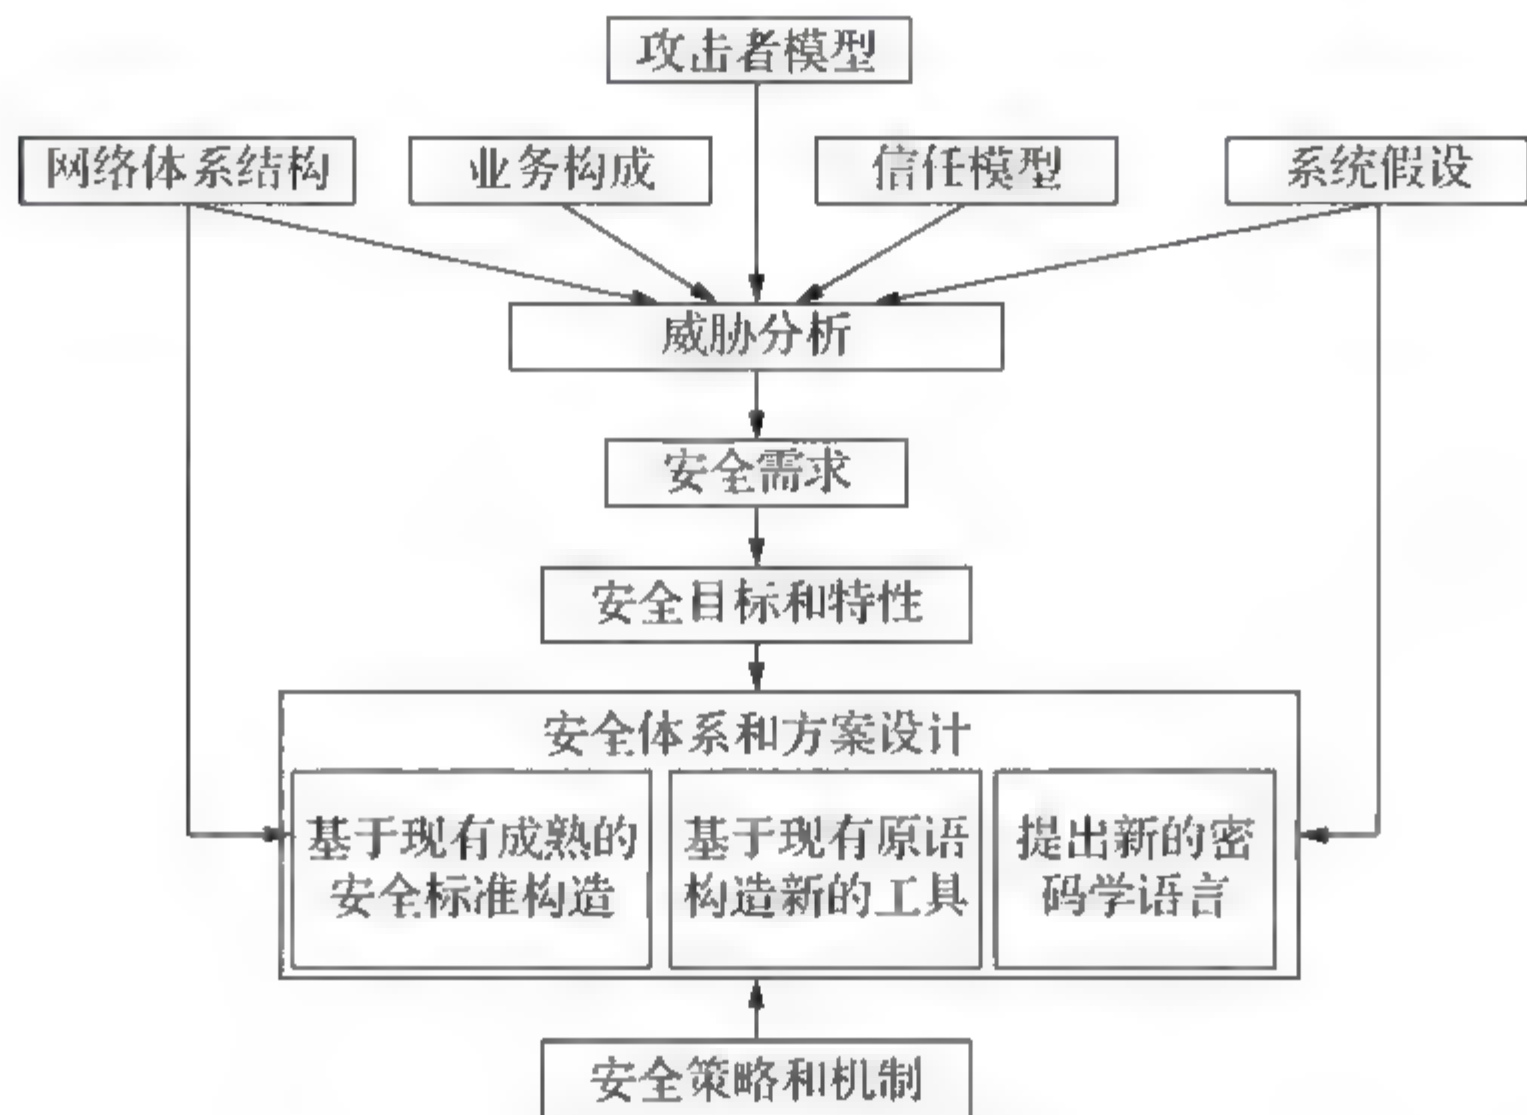 攻击者模型
网络体系结构
业务构成
信任模型
系统假设
威胁分析
安全需求
安全目标和特性
安全体系和方案设计
基于现有成熟的
安全标准构造
基于现有原语
构造新的工具
提出新的密
码学语言
安全策略和机制